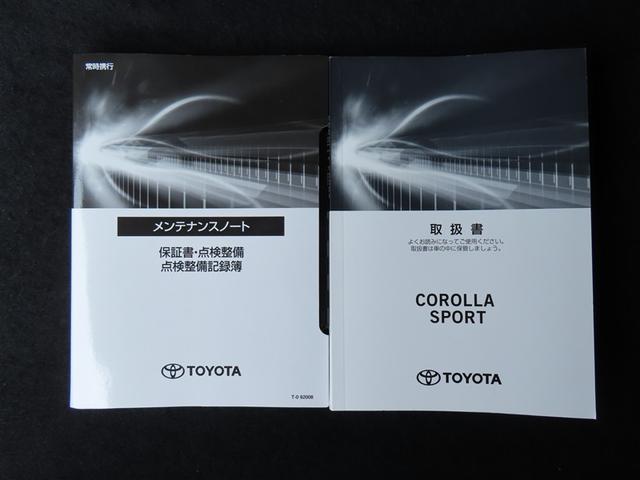 常時携行
メンテナンスノート
保証書・点検整備
点検整備記録簿
TOYOTA
T-0 62008
取扱書
よくお読みになってご使用ください。
取扱書は車の中に保管しましょう。
COROLLA
SPORT
TOYOTA